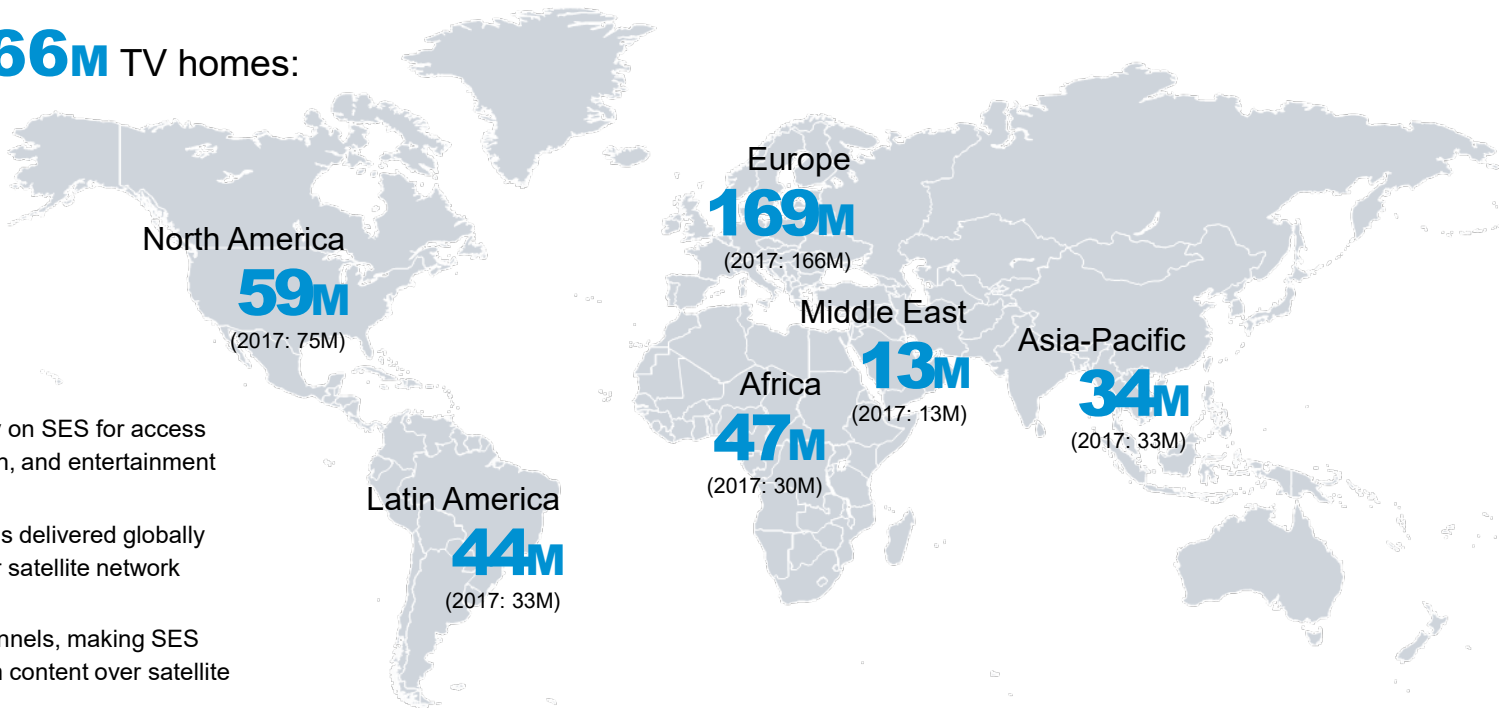 66M TV homes:
Europe
169M
(2017: 166M)
North America
59M
(2017: 75M)
Middle East
13M
(2017: 13M)
Asia-Pacific
34M
(2017: 33M)
Africa
47M
(2017: 30M)
on SES for access
, and entertainment
Latin America
44M
(2017: 33M)
delivered globally
satellite network
making SES
content over satellite